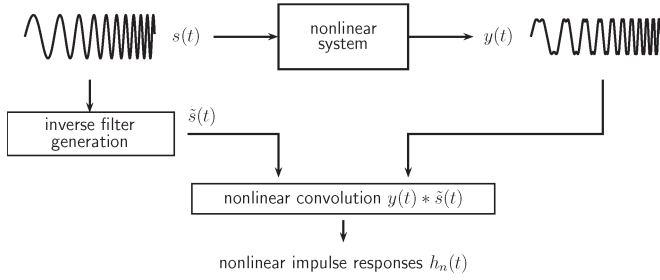 s(t)
nonlinear
system
y(t)
inverse filter
generation
s̃(t)
nonlinear convolution y(t) ∗ s̃(t)
nonlinear impulse responses hₙ(t)